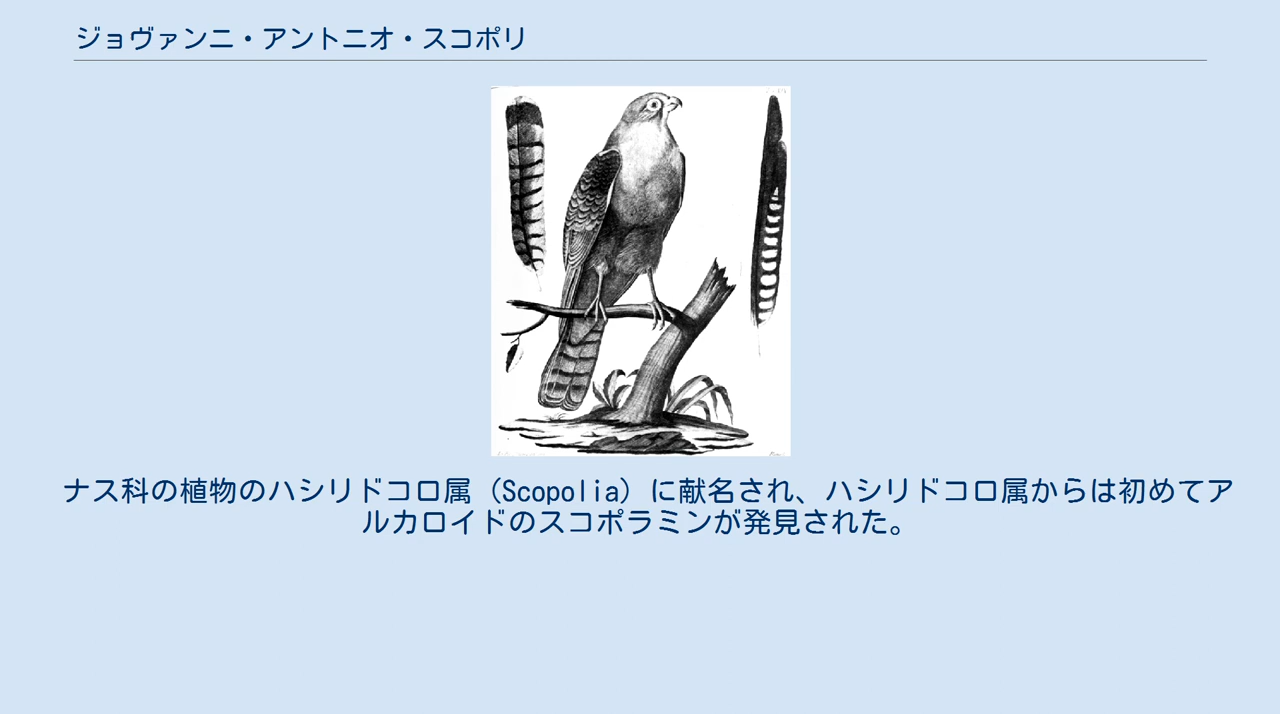 ジョヴァンニ・アントニオ・スコポリ
ナス科の植物のハシリドコロ属（Scopolia）に献名され、ハシリドコロ属からは初めてア
ルカロイドのスコポラミンが発見された。